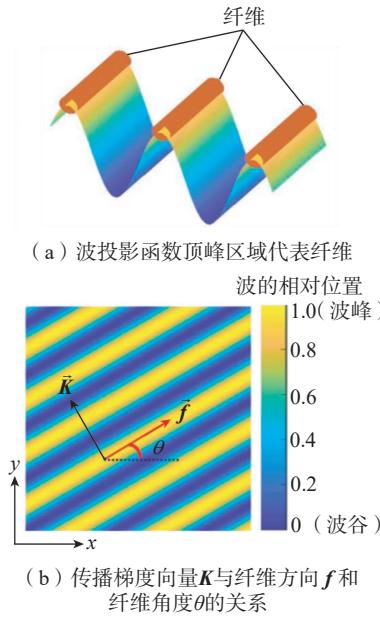 纤维
（a）波投影函数顶峰区域代表纤维
波的相对位置
1.0（波峰）
0.8
K⃗
f⃗
0.6
θ
0.4
0.2
y
x
0 （波谷）
（b）传播梯度向量K与纤维方向 f 和
纤维角度θ的关系